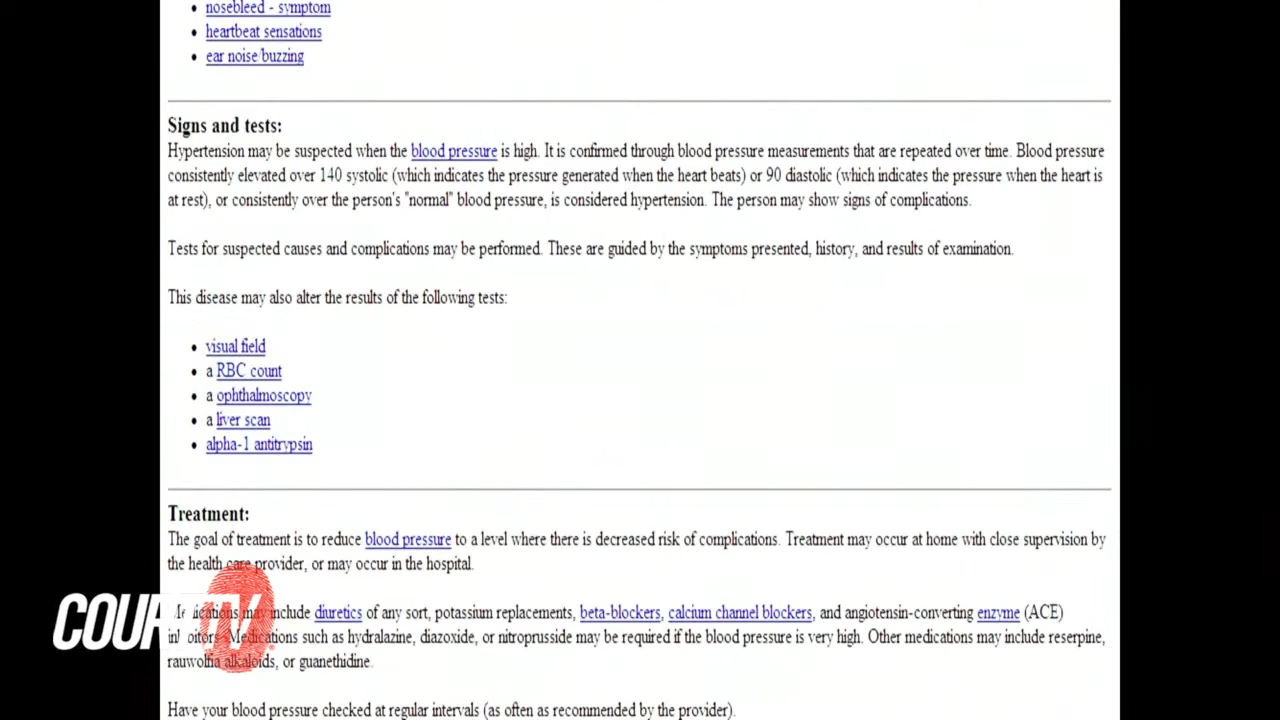 nosebleed - symptom
heartbeat sensations
ear noise/buzzing
Signs and tests:
Hypertension may be suspected when the blood pressure is high. It is confirmed through blood pressure measurements that are repeated over time. Blood pressure
consistently elevated over 140 systolic (which indicates the pressure generated when the heart beats) or 90 diastolic (which indicates the pressure when the heart is
at rest), or consistently over the person's "normal" blood pressure, is considered hypertension. The person may show signs of complications.
Tests for suspected causes and complications may be performed. These are guided by the symptoms presented, history, and results of examination.
This disease may also alter the results of the following tests:
visual field
a RBC count
a ophthalmoscopy
a liver scan
alpha-1 antitrypsin
Treatment:
The goal of treatment is to reduce blood pressure to a level where there is decreased risk of complications. Treatment may occur at home with close supervision by
the health care provider, or may occur in the hospital.
Medications may include diuretics of any sort, potassium replacements, beta-blockers, calcium channel blockers, and angiotensin-converting enzyme (ACE)
inhibitors. Medications such as hydralazine, diazoxide, or nitroprusside may be required if the blood pressure is very high. Other medications may include reserpine,
rauwolfia alkaloids, or guanethidine.
Have your blood pressure checked at regular intervals (as often as recommended by the provider).
COURT TV